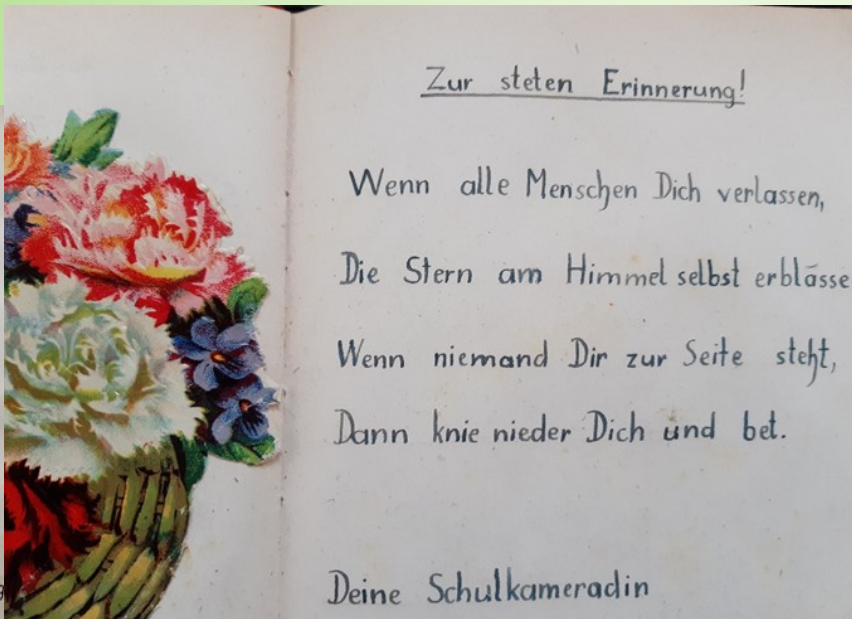 Zur steten Erinnerung!
Wenn alle Menschen Dich verlassen,
Die Stern am Himmel selbst erblässe
Wenn niemand Dir zur Seite steht,
Dann knie nieder Dich und bet.
Deine Schulkameradin